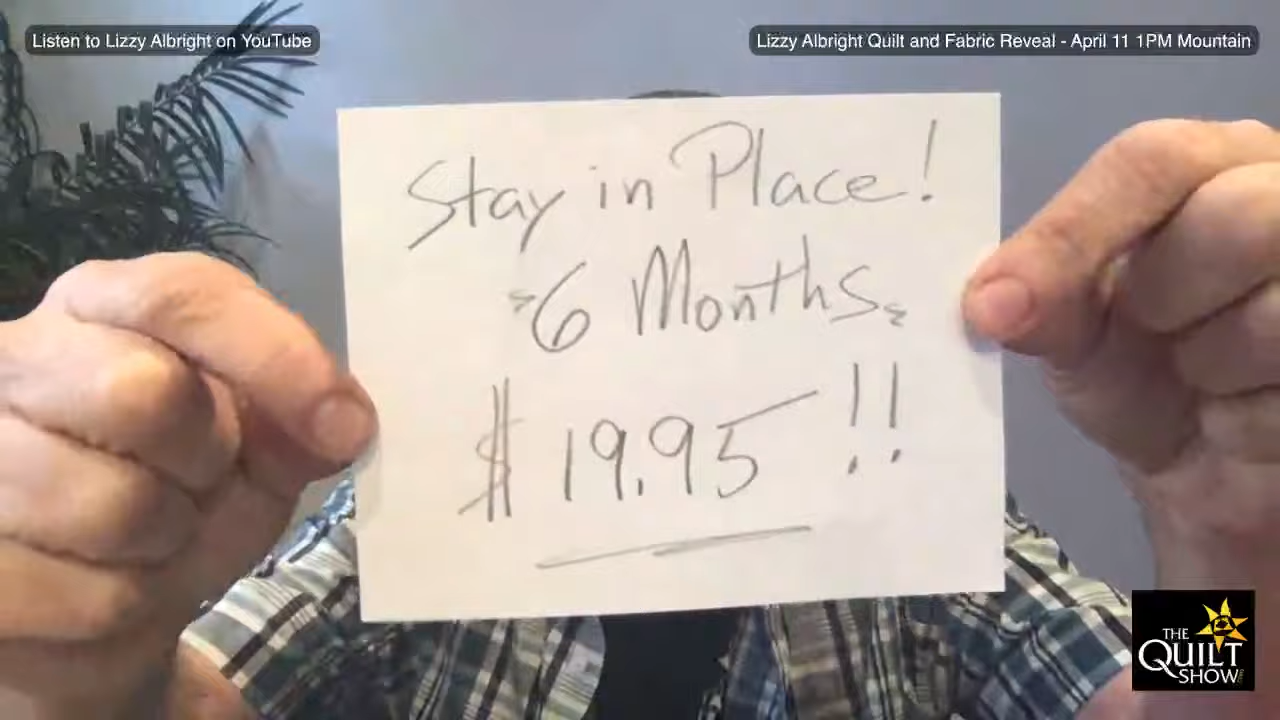 Listen to Lizzy Albright on YouTube
Lizzy Albright Quilt and Fabric Reveal - April 11 1PM Mountain
Stay in Place!
6 Months
$19.95!!
THE
QUILT
SHOW